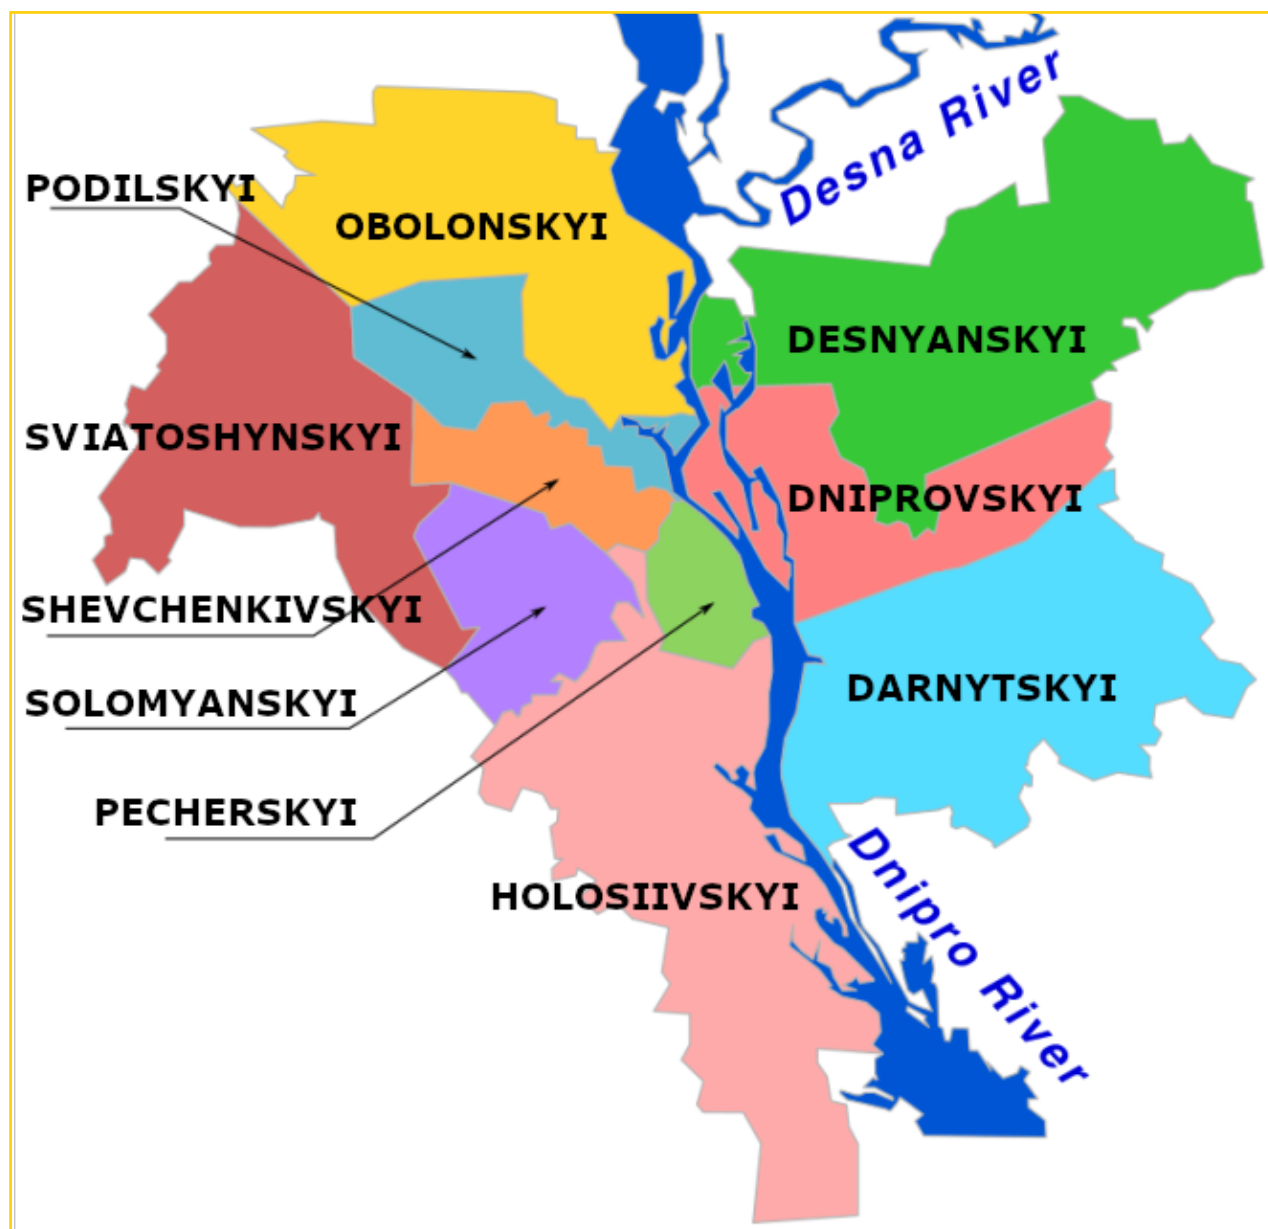 Desna River
PODILSKYI
OBOLONSKYI
DESNYANSKYI
SVIATOSHYNSKYI
DNIPROVSKYI
SHEVCHENKIVSKYI
SOLOMYANSKYI
DARNYTSKYI
PECHERSKYI
HOLOSIIVSKYI
Dnipro River